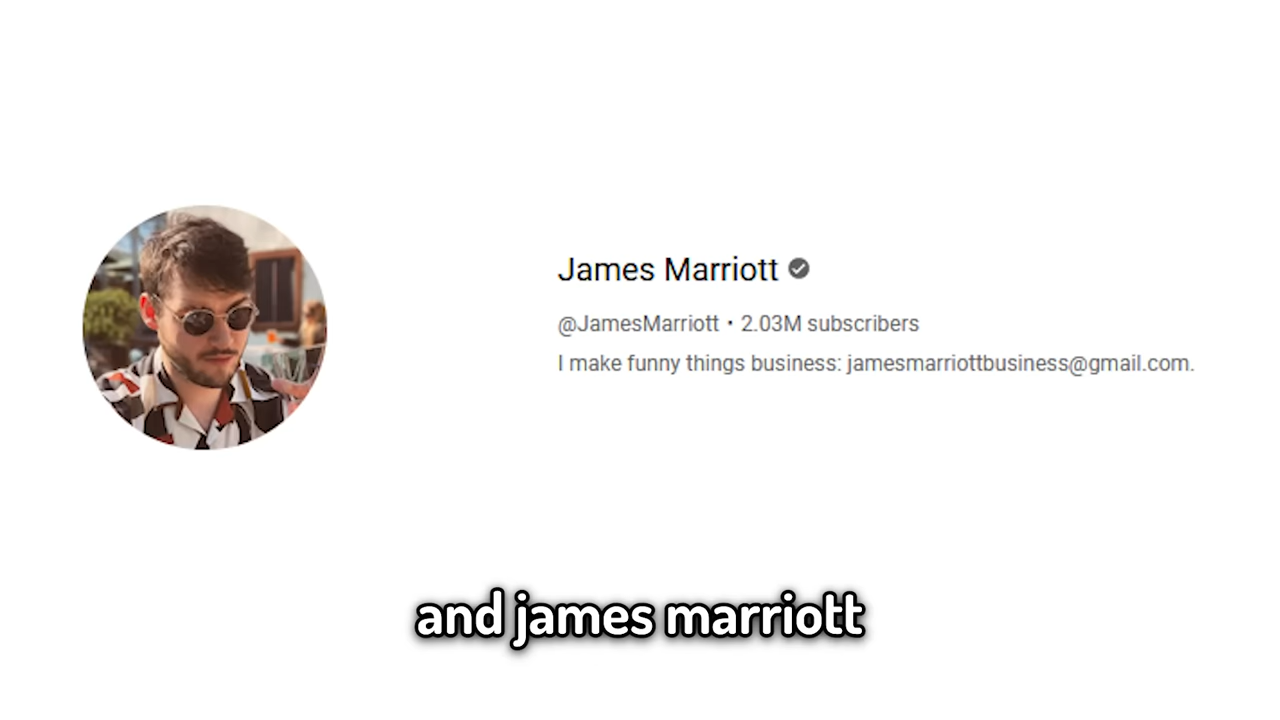 James Marriott
@JamesMarriott • 2.03M subscribers
I make funny things business: jamesmarriottbusiness@gmail.com.
and james marriott